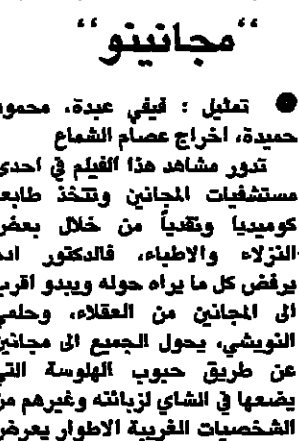 “مجانينو“
● تمثيل : فيفي عبدة، محمود
حميدة، اخراج عصام الشماع
تدور مشاهد هذا الفيلم في احدى
مستشفيات المجانين وتتخذ طابعا
كوميديا ونقدياً من خلال بعض
النزلاء والاطباء، فالدكتور
يرفض كل ما يراه حوله ويبدو اقرب
الى المجانين من العقلاء، وحلمي
النويشي، يحول الجميع الى مجانين
عن طريق حبوب الهلوسة التي
يضعها في الشاي لزبائنه وغيرهم من
الشخصيات الغريبة الاطوار يعرض